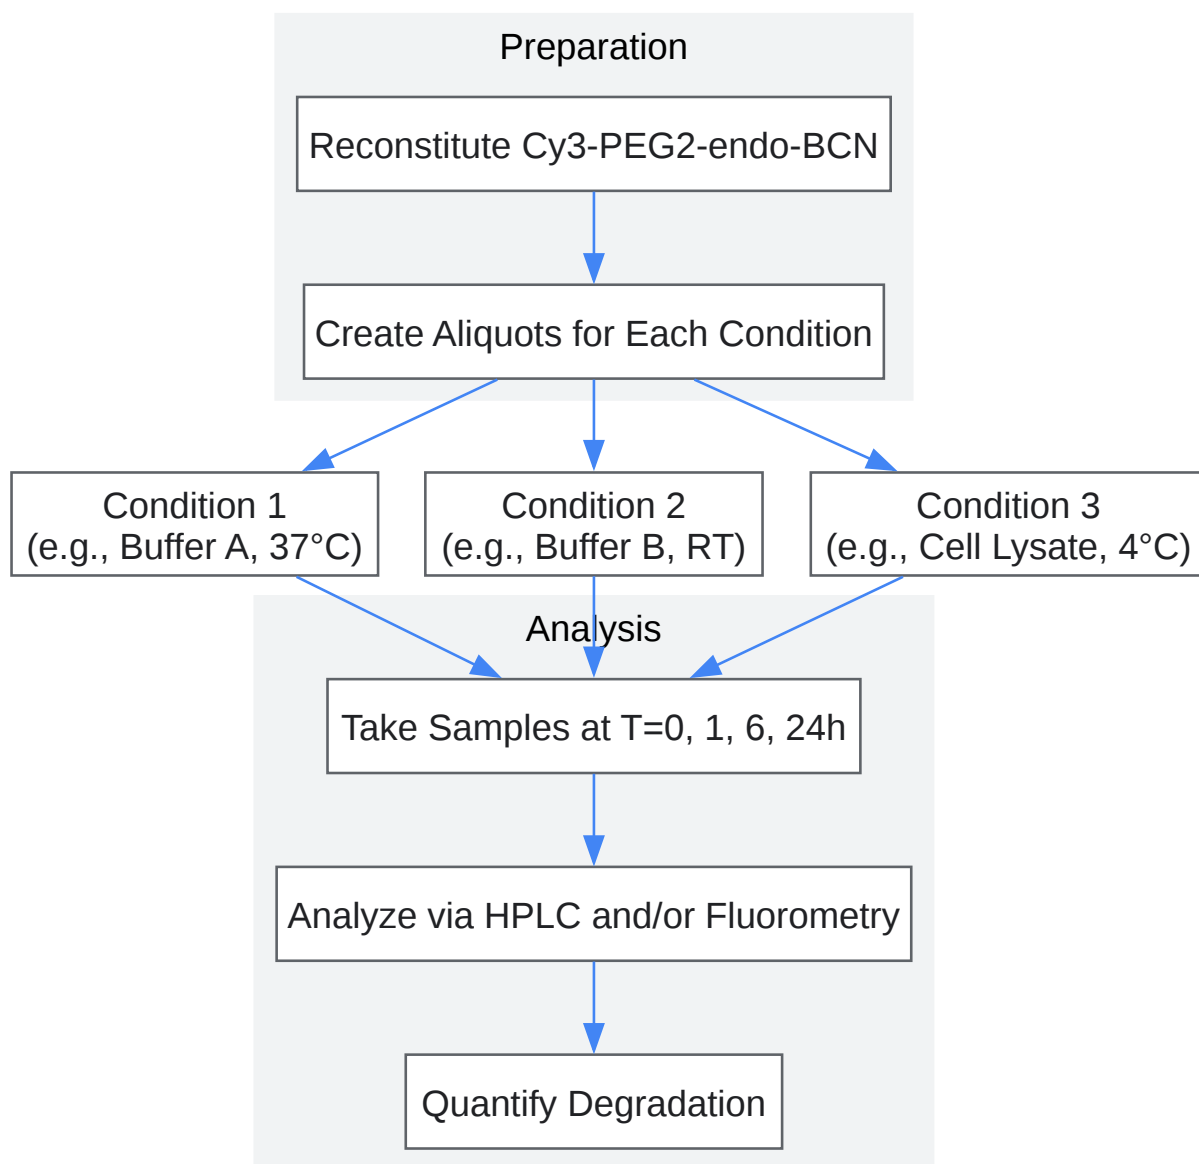 Preparation
Reconstitute Cy3-PEG2-endo-BCN
Create Aliquots for Each Condition
Condition 1
(e.g., Buffer A, 37°C)
Condition 2
(e.g., Buffer B, RT)
Condition 3
(e.g., Cell Lysate, 4°C)
Analysis
Take Samples at T=0, 1, 6, 24h
Analyze via HPLC and/or Fluorometry
Quantify Degradation